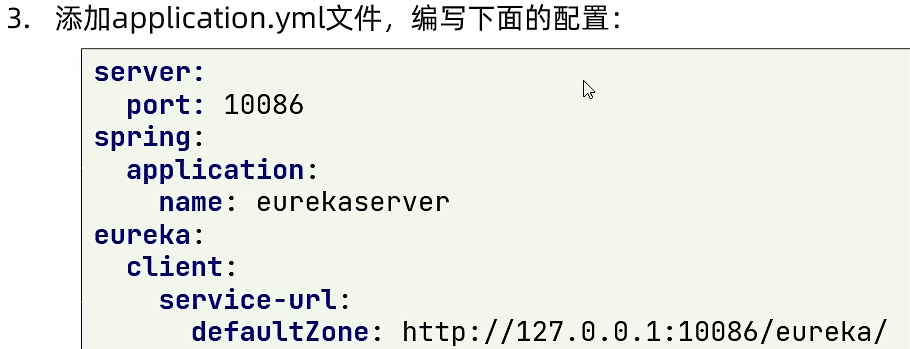 3. 添加application.yml文件，编写下面的配置：
server:
  port: 10086
spring:
  application:
    name: eurekaserver
eureka:
  client:
    service-url:
      defaultZone: http://127.0.0.1:10086/eureka/